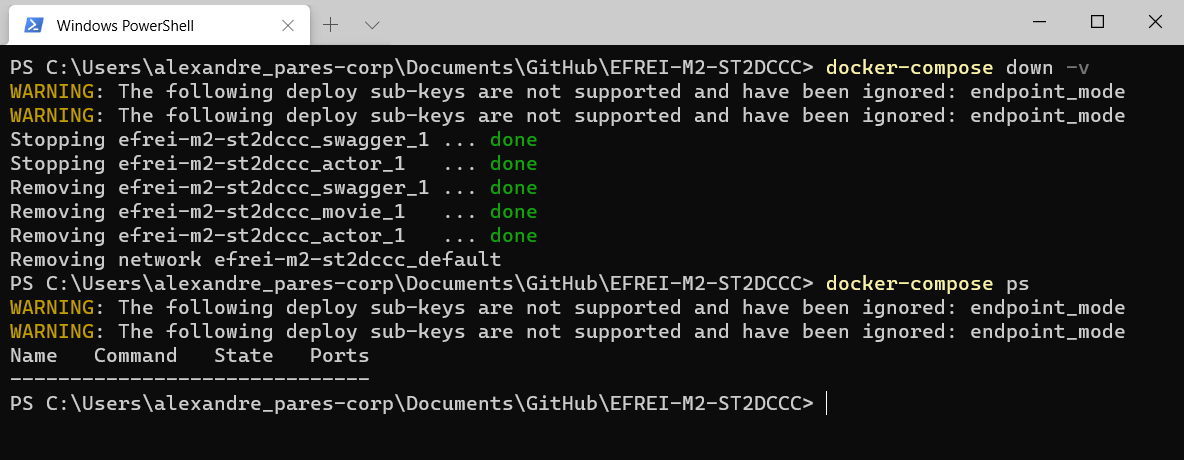 Windows PowerShell
PS C:\Users\alexandre_pares-corp\Documents\GitHub\EFREI-M2-ST2DCCC> docker-compose down -v
WARNING: The following deploy sub-keys are not supported and have been ignored: endpoint_mode
WARNING: The following deploy sub-keys are not supported and have been ignored: endpoint_mode
Stopping efrei-m2-st2dccc_swagger_1 ... done
Stopping efrei-m2-st2dccc_actor_1   ... done
Removing efrei-m2-st2dccc_swagger_1 ... done
Removing efrei-m2-st2dccc_movie_1   ... done
Removing efrei-m2-st2dccc_actor_1   ... done
Removing network efrei-m2-st2dccc_default
PS C:\Users\alexandre_pares-corp\Documents\GitHub\EFREI-M2-ST2DCCC> docker-compose ps
WARNING: The following deploy sub-keys are not supported and have been ignored: endpoint_mode
WARNING: The following deploy sub-keys are not supported and have been ignored: endpoint_mode
Name   Command   State   Ports
------------------------------
PS C:\Users\alexandre_pares-corp\Documents\GitHub\EFREI-M2-ST2DCCC>